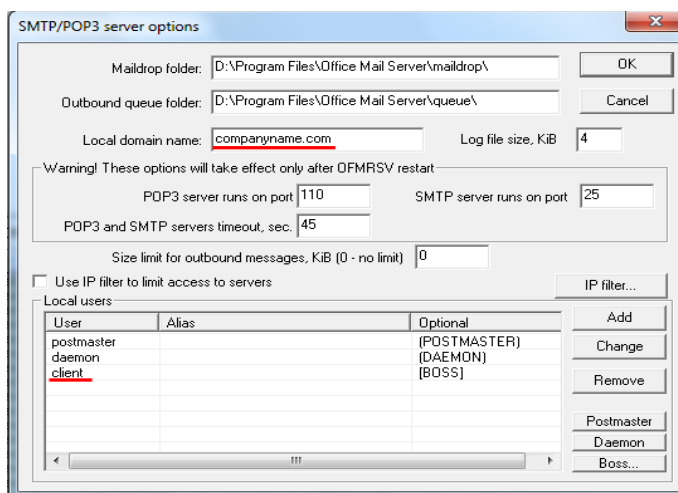 SMTP/POP3 server options
Maildrop folder: D:\Program Files\Office Mail Server\maildrop\ OK
Outbound queue folder: D:\Program Files\Office Mail Server\queue\ Cancel
Local domain name: companyname.com Log file size, KiB 4
Warning! These options will take effect only after OFMRSV restart
POP3 server runs on port 110 SMTP server runs on port 25
POP3 and SMTP servers timeout, sec. 45
Size limit for outbound messages, KiB (0 - no limit) 0
Use IP filter to limit access to servers IP filter...
Local users
User Alias Optional Add
postmaster (POSTMASTER)
daemon (DAEMON) Change
client [BOSS]
Remove
Postmaster
Daemon
Boss...